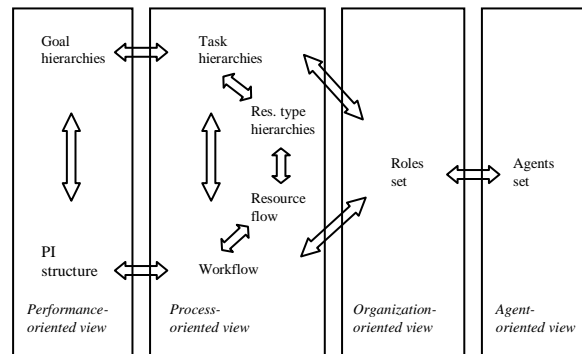 Goal
hierarchies
Task
hierarchies
Res. type
hierarchies
Resource
flow
Roles
set
Agents
set
PI
structure
Workflow
Performance-
oriented view
Process-
oriented view
Organization-
oriented view
Agent-
oriented view